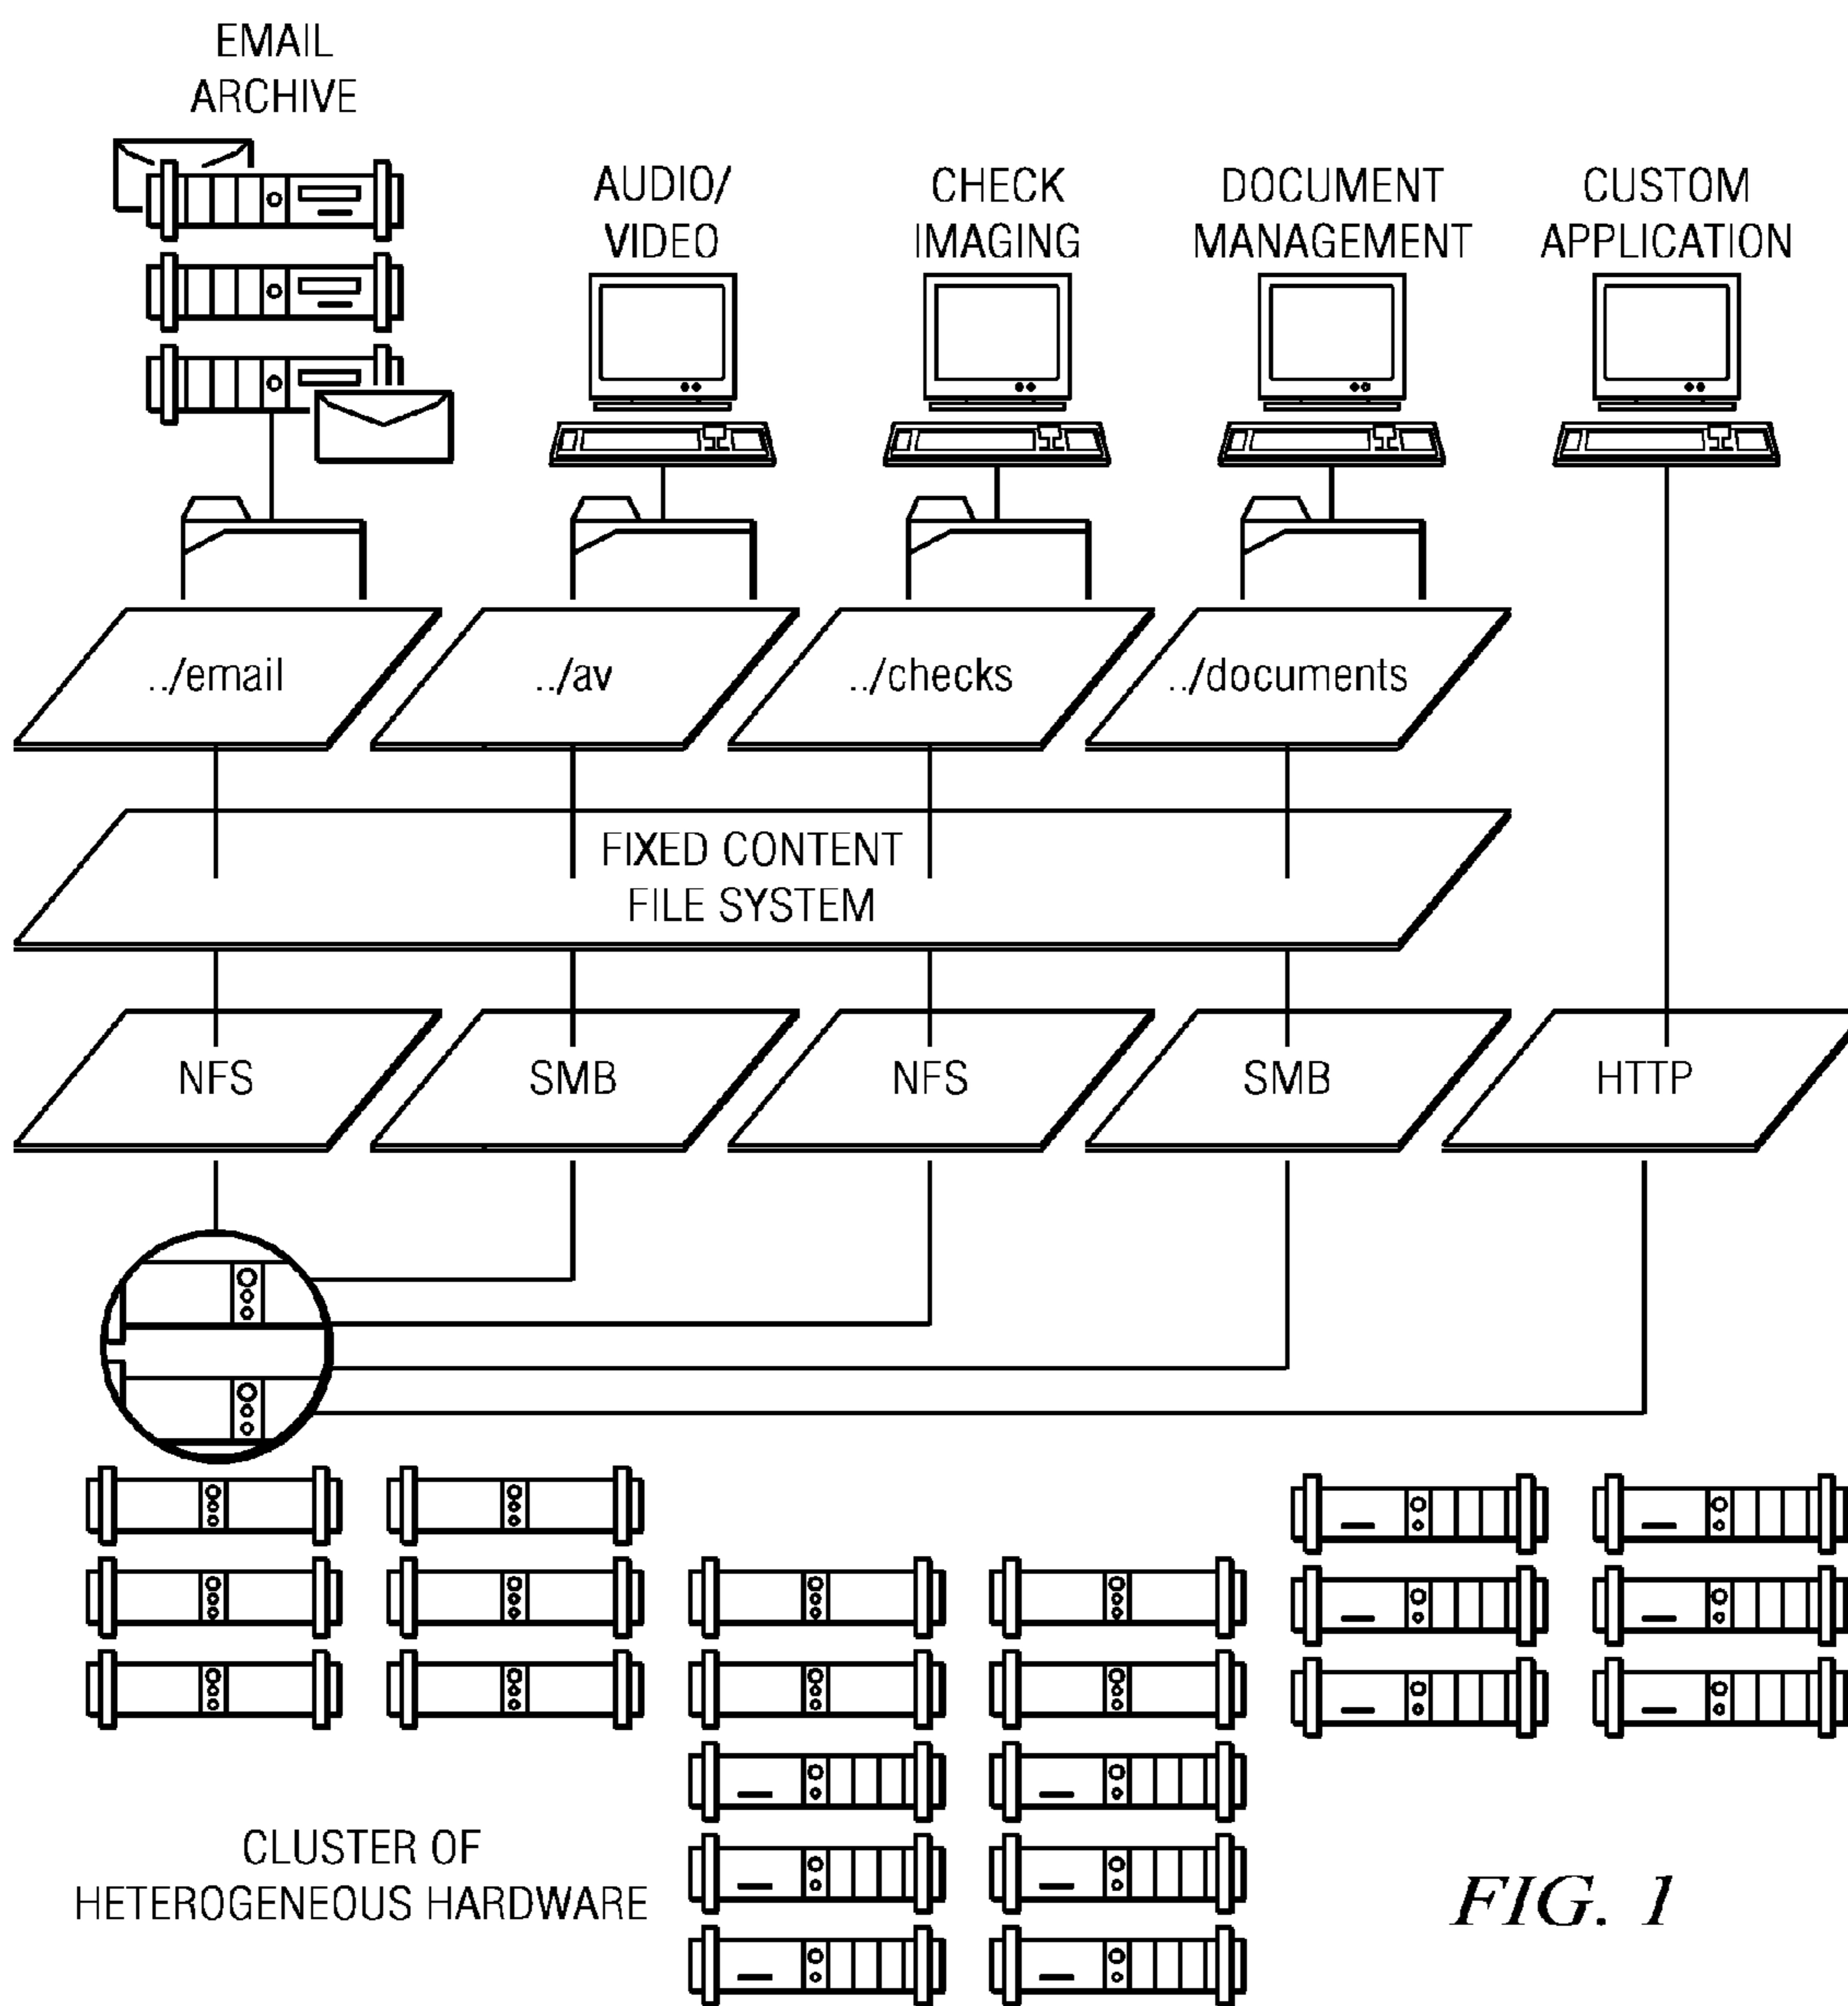 EMAIL
ARCHIVE
AUDIO/
VIDEO
CHECK
IMAGING
DOCUMENT
MANAGEMENT
CUSTOM
APPLICATION
../email
../av
../checks
../documents
FIXED CONTENT
FILE SYSTEM
NFS
SMB
NFS
SMB
HTTP
CLUSTER OF
HETEROGENEOUS HARDWARE
FIG. 1